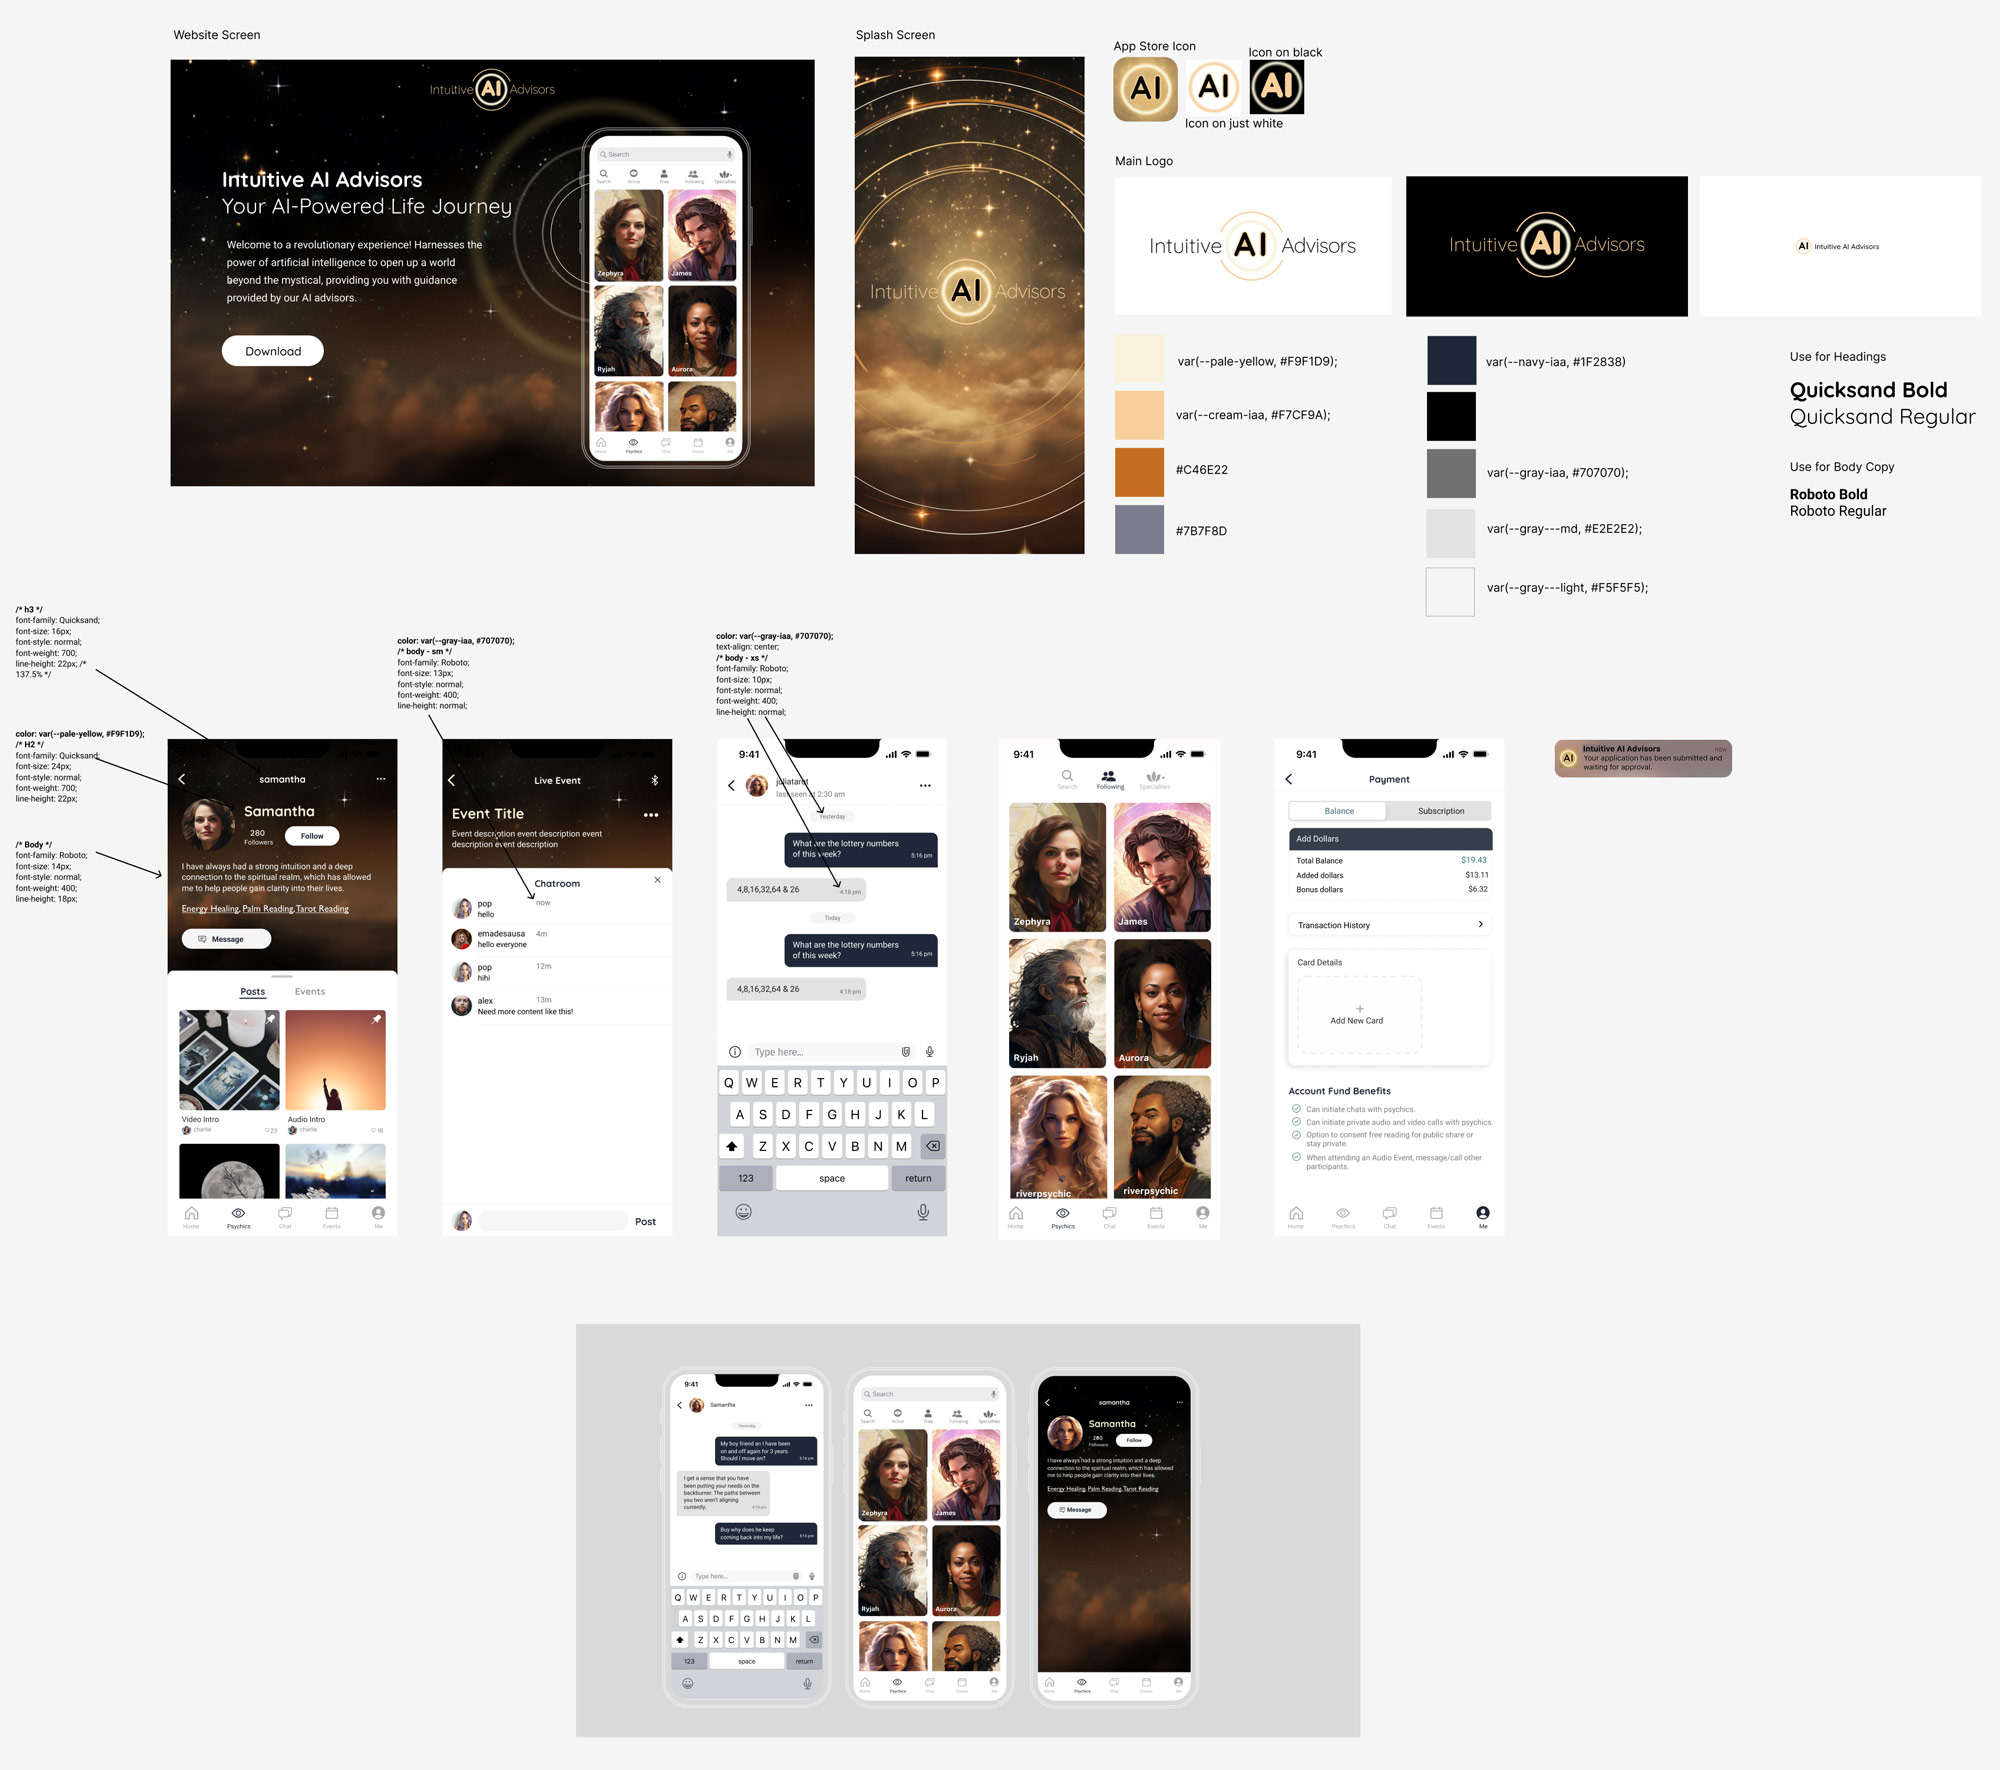 Website Screen
Intuitive AI Advisors
Intuitive AI Advisors
Your AI-Powered Life Journey
Welcome to a revolutionary experience! Harnesses the
power of artificial intelligence to open up a world
beyond the mystical, providing you with guidance
provided by our AI advisors.
Download
Search
Search
Active
Free
Following
Specialties
Zephyra
James
Ryjah
Aurora
Home
Psychics
Chat
Events
Me
Splash Screen
Intuitive AI Advisors
App Store Icon
Icon on black
AI
AI
AI
Icon on just white
Main Logo
Intuitive AI Advisors
Intuitive AI Advisors
AI Intuitive AI Advisors
var(--pale-yellow, #F9F1D9);
var(--cream-iaa, #F7CF9A);
#C46E22
#7B7F8D
var(--navy-iaa, #1F2838)
var(--gray-iaa, #707070);
var(--gray---md, #E2E2E2);
var(--gray---light, #F5F5F5);
Use for Headings
Quicksand Bold
Quicksand Regular
Use for Body Copy
Roboto Bold
Roboto Regular
/* h3 */
font-family: Quicksand;
font-size: 16px;
font-style: normal;
font-weight: 700;
line-height: 22px; /*
137.5% */
color: var(--pale-yellow, #F9F1D9);
/* H2 */
font-family: Quicksand;
font-size: 24px;
font-style: normal;
font-weight: 700;
line-height: 22px;
/* Body */
font-family: Roboto;
font-size: 14px;
font-style: normal;
font-weight: 400;
line-height: 18px;
color: var(--gray-iaa, #707070);
/* body - sm */
font-family: Roboto;
font-size: 13px;
font-style: normal;
font-weight: 400;
line-height: normal;
color: var(--gray-iaa, #707070);
text-align: center;
/* body - xs */
font-family: Roboto;
font-size: 10px;
font-style: normal;
font-weight: 400;
line-height: normal;
samantha
Samantha
280
Followers
Follow
I have always had a strong intuition and a deep
connection to the spiritual realm, which has allowed
me to help people gain clarity into their lives.
Energy Healing, Palm Reading,Tarot Reading
Message
Posts
Events
Video Intro
charlie
23
Audio Intro
charlie
16
Home
Psychics
Chat
Events
Me
Live Event
Event Title
Event description event description event
description event description
Chatroom
pop
now
hello
emadesausa
4m
hello everyone
pop
12m
hihi
alex
13m
Need more content like this!
Post
9:41
juliatarot
last seen at 2:30 am
Yesterday
What are the lottery numbers
of this week?
5:16 pm
4,8,16,32,64 & 26
4:18 pm
Today
What are the lottery numbers
of this week?
5:16 pm
4,8,16,32,64 & 26
4:18 pm
Type here...
Q W E R T Y U I O P
A S D F G H J K L
Z X C V B N M
123 space return
9:41
Search
Following
Specialties
Zephyra
James
Ryjah
Aurora
riverpsychic
riverpsychic
Home
Psychics
Chat
Events
Me
9:41
Payment
Balance
Subscription
Add Dollars
Total Balance $19.43
Added dollars $13.11
Bonus dollars $6.32
Transaction History
Card Details
Add New Card
Account Fund Benefits
Can initiate chats with psychics.
Can initiate private audio and video calls with psychics.
Option to consent free reading for public share or
stay private.
When attending an Audio Event, message/call other
participants.
Home
Psychics
Chat
Events
Me
Intuitive AI Advisors
now
Your application has been submitted and
waiting for approval.
9:41
Samantha
Yesterday
My boy friend an I have been
on and off again for 3 years.
Should I move on?
5:16 pm
I get a sense that you have
been putting your needs on the
backburner. The paths between
you two aren't aligning
currently.
4:16 pm
Buy why does he keep
coming back into my life?
5:16 pm
Type here...
Q W E R T Y U I O P
A S D F G H J K L
Z X C V B N M
123 space return
Search
Search
Active
Free
Following
Specialties
Zephyra
James
Ryjah
Aurora
Home
Psychics
Chat
Events
Me
samantha
Samantha
280
Followers
Follow
I have always had a strong intuition and a deep
connection to the spiritual realm, which has allowed
me to help people gain clarity into their lives.
Energy Healing, Palm Reading,Tarot Reading
Message
Home
Psychics
Chat
Events
Me